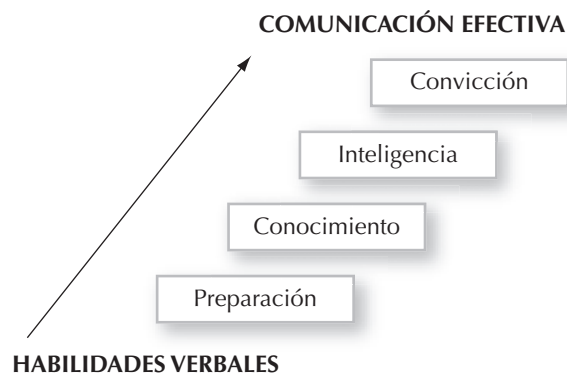 COMUNICACIÓN EFECTIVA
Convicción
Inteligencia
Conocimiento
Preparación
HABILIDADES VERBALES